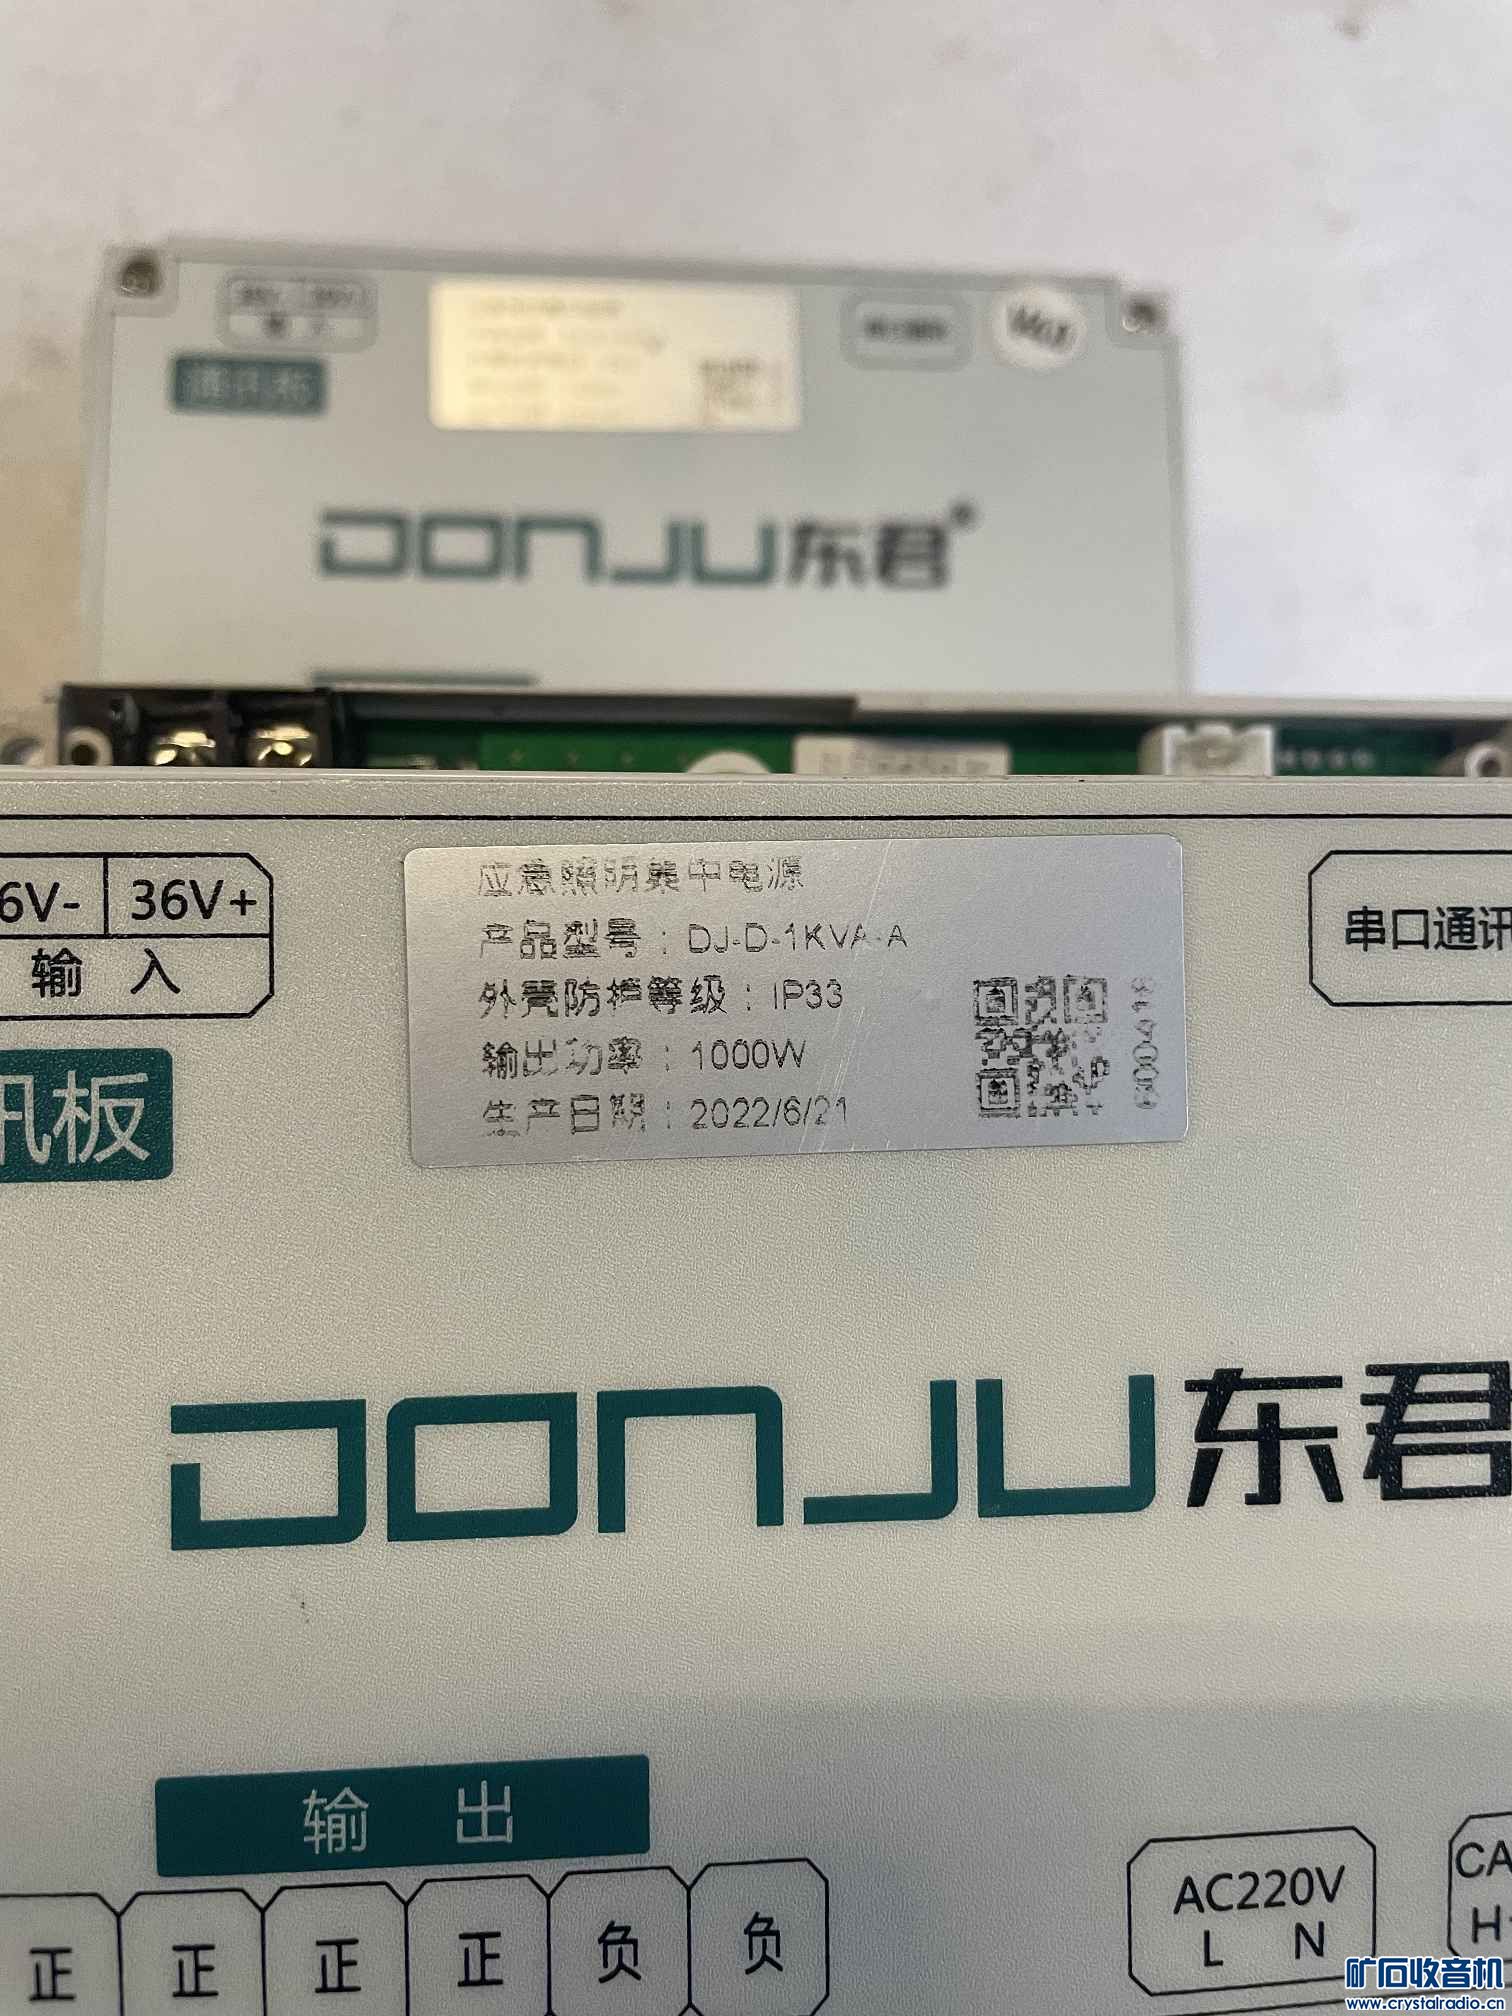 DONJU东君®
6V- 36V+
输 入
讯板
应急照明集中电源
产品型号：DJ-D-1KVA-A
外壳防护等级：IP33
输出功率：1000W
生产日期：2022/6/21
串口通讯
DONJU东君
输 出
正 正 正 正 负 负
AC220V
L N
CA
H
矿石收音机
www.crystalradio.cn